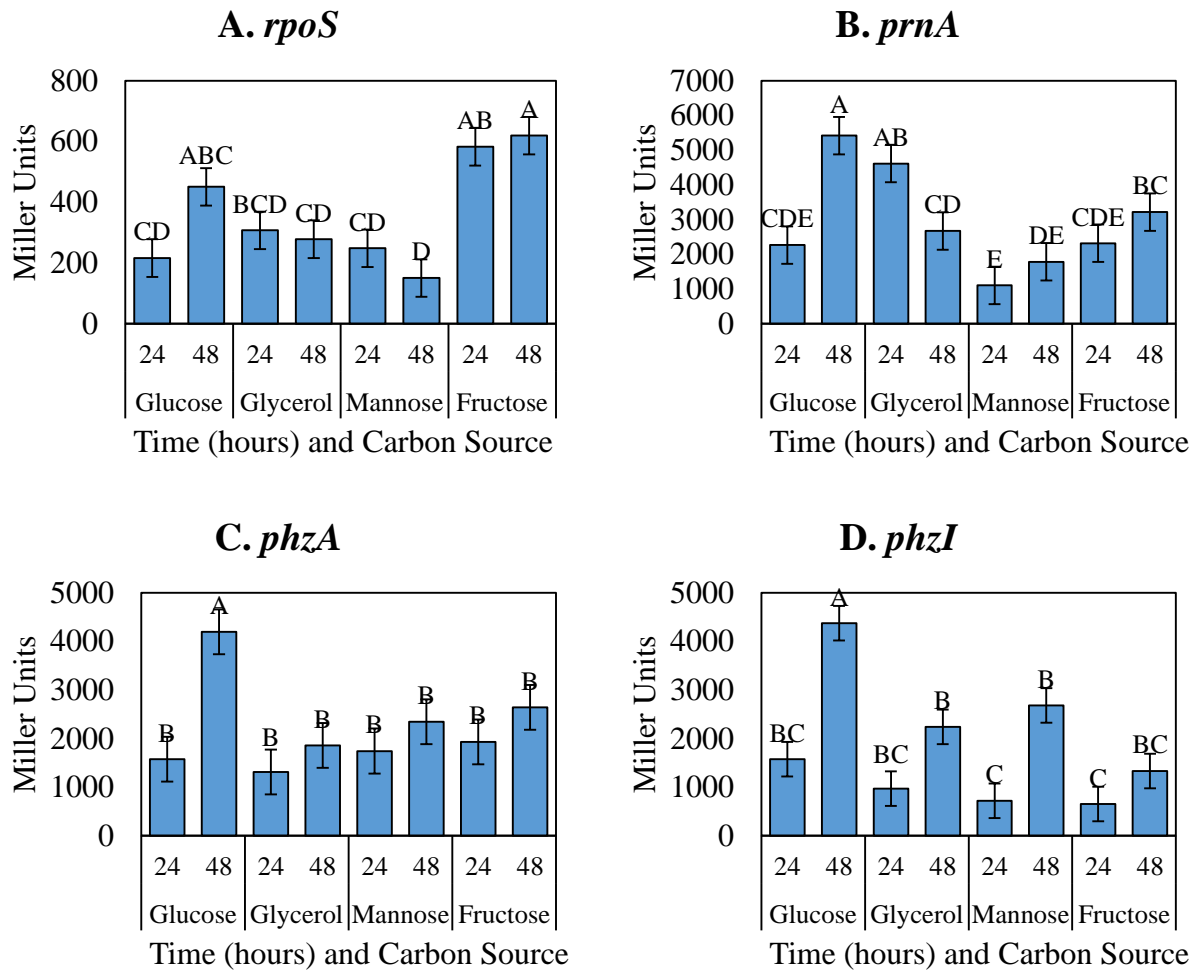 A. rpoS
800
600
400
200
0
Miller Units
CD
ABC
BCD
CD
CD
D
AB
A
24 48 24 48 24 48 24 48
Glucose Glycerol Mannose Fructose
Time (hours) and Carbon Source
B. prnA
7000
6000
5000
4000
3000
2000
1000
0
Miller Units
CDE
A
AB
CD
E
DE
CDE
BC
24 48 24 48 24 48 24 48
Glucose Glycerol Mannose Fructose
Time (hours) and Carbon Source
C. phzA
5000
4000
3000
2000
1000
0
Miller Units
B
A
B
B
B
B
B
B
24 48 24 48 24 48 24 48
Glucose Glycerol Mannose Fructose
Time (hours) and Carbon Source
D. phzI
5000
4000
3000
2000
1000
0
Miller Units
BC
A
BC
B
C
B
C
BC
24 48 24 48 24 48 24 48
Glucose Glycerol Mannose Fructose
Time (hours) and Carbon Source